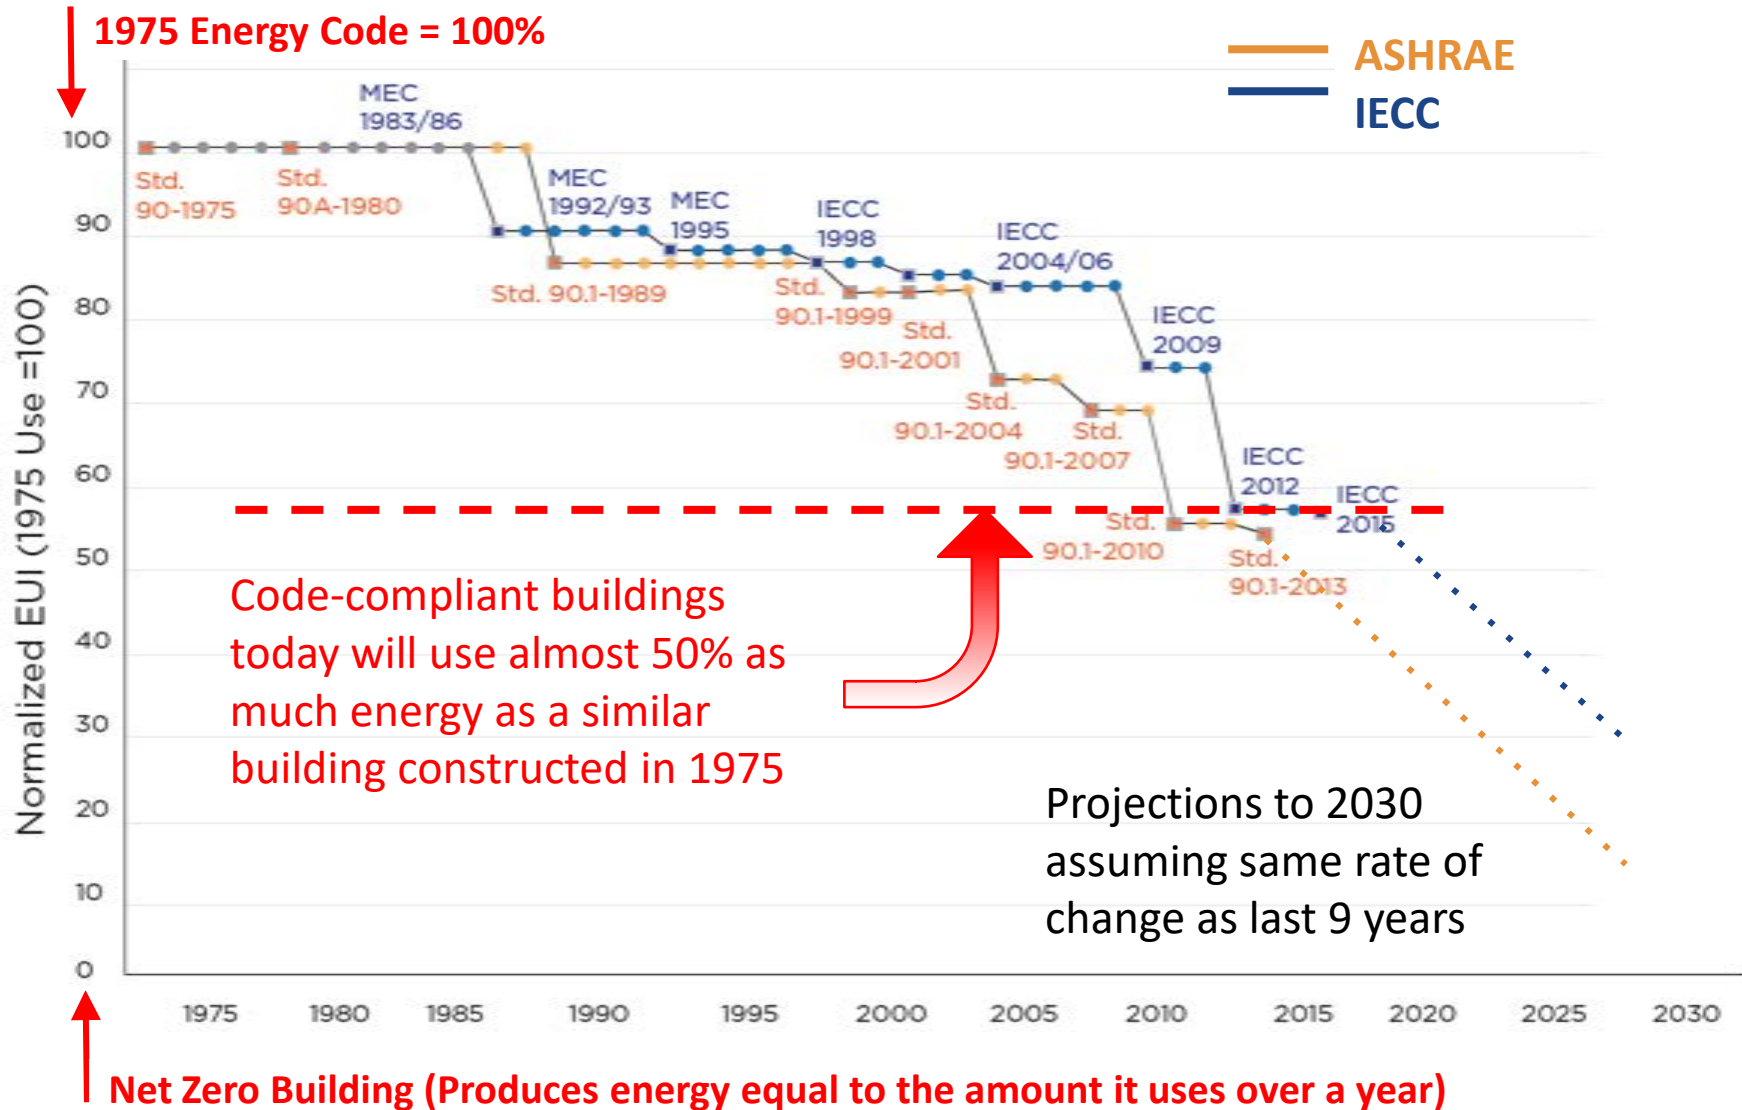 1975 Energy Code = 100%
ASHRAE
IECC
MEC
1983/86
Std.
90-1975
Std.
90A-1980
MEC
1992/93
MEC
1995
IECC
1998
IECC
2004/06
Std. 90.1-1989
Std.
90.1-1999
Std.
90.1-2001
IECC
2009
Std.
90.1-2004
Std.
90.1-2007
IECC
2012
IECC
2015
Std.
90.1-2010
Std.
90.1-2013
Code-compliant buildings
today will use almost 50% as
much energy as a similar
building constructed in 1975
Projections to 2030
assuming same rate of
change as last 9 years
Normalized EUI (1975 Use =100)
100
90
80
70
60
50
40
30
20
10
0
1975 1980 1985 1990 1995 2000 2005 2010 2015 2020 2025 2030
Net Zero Building (Produces energy equal to the amount it uses over a year)